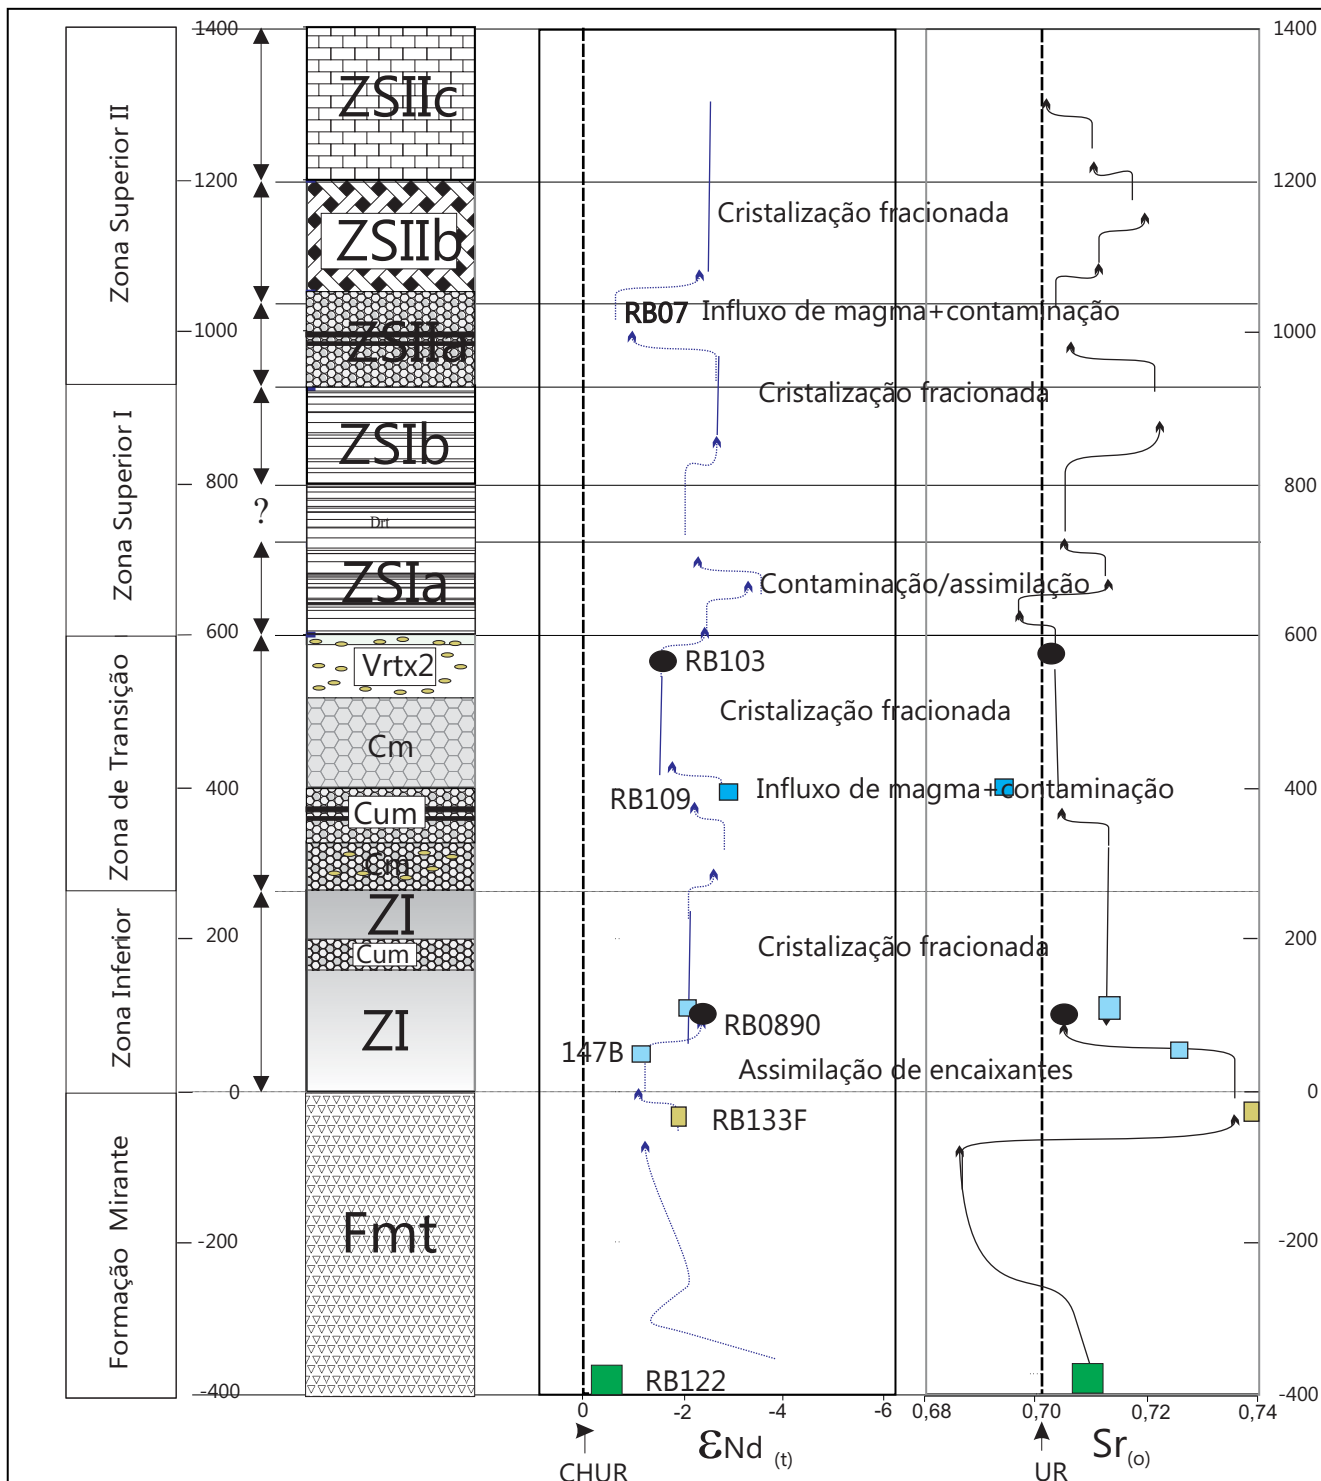 Zona Superior II
Zona Superior I
Zona de Transição
Zona Inferior
Formação Mirante
1400
1200
1000
800
?
600
400
200
0
-200
-400
ZSIIc
ZSIIb
ZSIIa
ZSIb
Drt
ZSIa
Vrtx2
Cm
Cum
Cm
ZI
Cum
ZI
Fmt
Cristalização fracionada
RB07 Influxo de magma+contaminação
Cristalização fracionada
Contaminação/assimilação
RB103
Cristalização fracionada
RB109 Influxo de magma+contaminação
Cristalização fracionada
RB0890
147B
Assimilação de encaixantes
RB133F
RB122
0 -2 -4 -6
εNd (t)
CHUR
0,68 0,70 0,72 0,74
Sr(o)
UR
1400
1200
1000
800
600
400
200
0
-200
-400